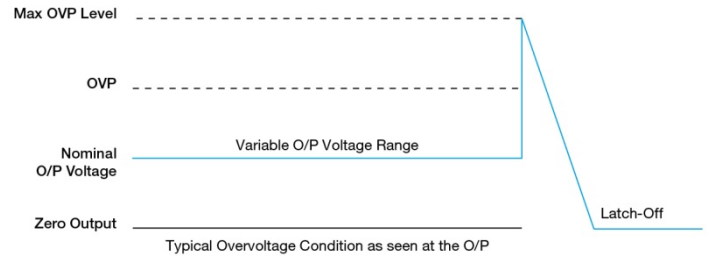 Max OVP Level
OVP
Variable O/P Voltage Range
Nominal
O/P Voltage
Zero Output
Latch-Off
Typical Overvoltage Condition as seen at the O/P